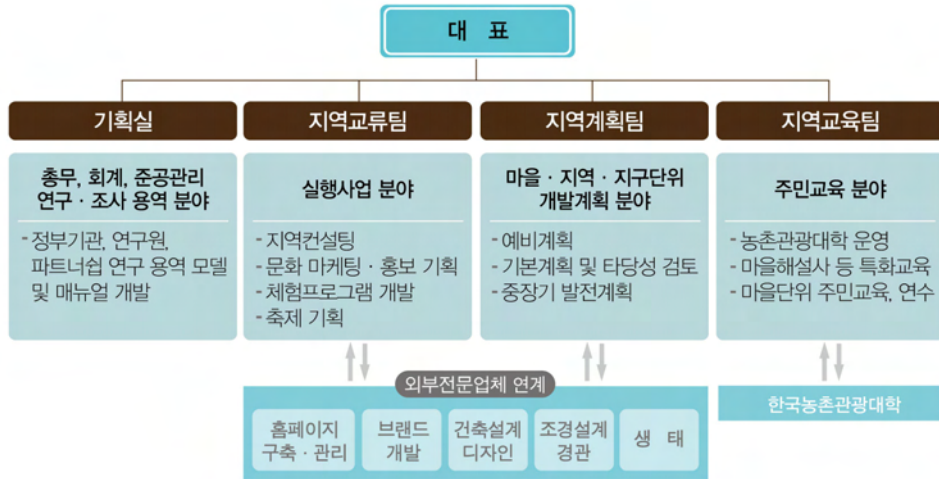 대 표
기획실
총무, 회계, 준공관리
연구 · 조사 용역 분야
- 정부기관, 연구원,
파트너쉽 연구 용역 모델
및 매뉴얼 개발
지역교류팀
실행사업 분야
- 지역컨설팅
- 문화 마케팅 · 홍보 기획
- 체험프로그램 개발
- 축제 기획
지역계획팀
마을 · 지역 · 지구단위
개발계획 분야
- 예비계획
- 기본계획 및 타당성 검토
- 중장기 발전계획
지역교육팀
주민교육 분야
- 농촌관광대학 운영
- 마을해설사 등 특화교육
- 마을단위 주민교육, 연수
외부전문업체 연계
홈페이지
구축 · 관리
브랜드
개발
건축설계
디자인
조경설계
경관
생 태
한국농촌관광대학